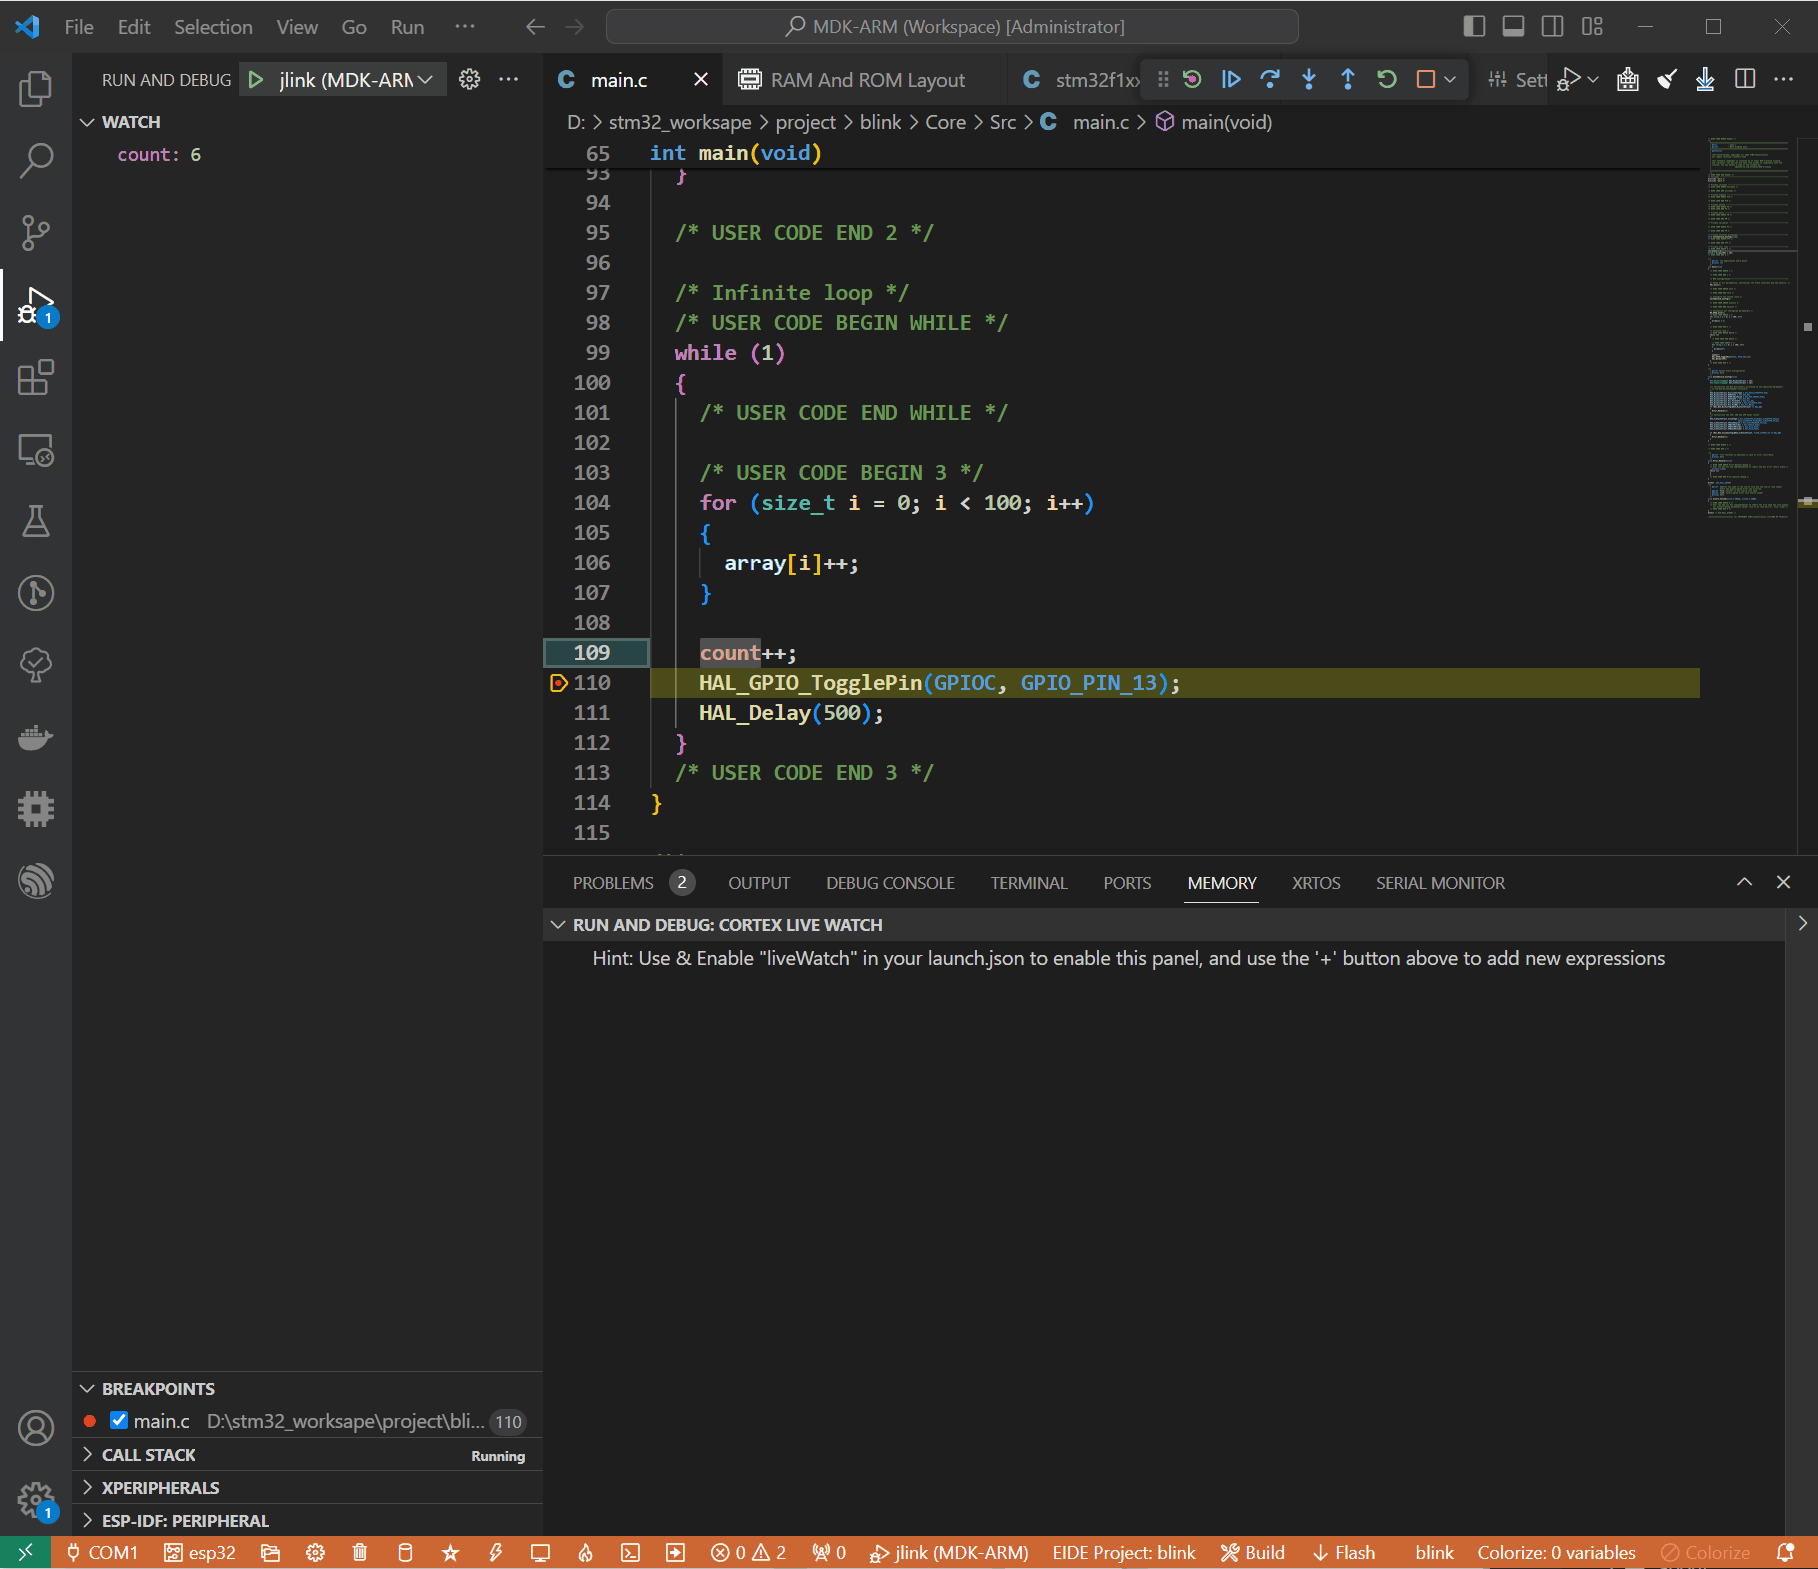 File Edit Selection View Go Run ··· MDK-ARM (Workspace) [Administrator]
RUN AND DEBUG jlink (MDK-ARM ···
main.c RAM And ROM Layout stm32f1xx Sett
WATCH
count: 6
D: > stm32_worksape > project > blink > Core > Src > C main.c > main(void)
65 int main(void)
93 }
94
95 /* USER CODE END 2 */
96
97 /* Infinite loop */
98 /* USER CODE BEGIN WHILE */
99 while (1)
100 {
101 /* USER CODE END WHILE */
102
103 /* USER CODE BEGIN 3 */
104 for (size_t i = 0; i < 100; i++)
105 {
106 array[i]++;
107 }
108
109 count++;
110 HAL_GPIO_TogglePin(GPIOC, GPIO_PIN_13);
111 HAL_Delay(500);
112 }
113 /* USER CODE END 3 */
114 }
115
PROBLEMS 2 OUTPUT DEBUG CONSOLE TERMINAL PORTS MEMORY XRTOS SERIAL MONITOR
RUN AND DEBUG: CORTEX LIVE WATCH
Hint: Use & Enable "liveWatch" in your launch.json to enable this panel, and use the '+' button above to add new expressions
1
BREAKPOINTS
main.c D:\stm32_worksape\project\bli... 110
CALL STACK Running
XPERIPHERALS
ESP-IDF: PERIPHERAL
1
COM1 esp32 0 2 0 jlink (MDK-ARM) EIDE Project: blink Build Flash blink Colorize: 0 variables Colorize